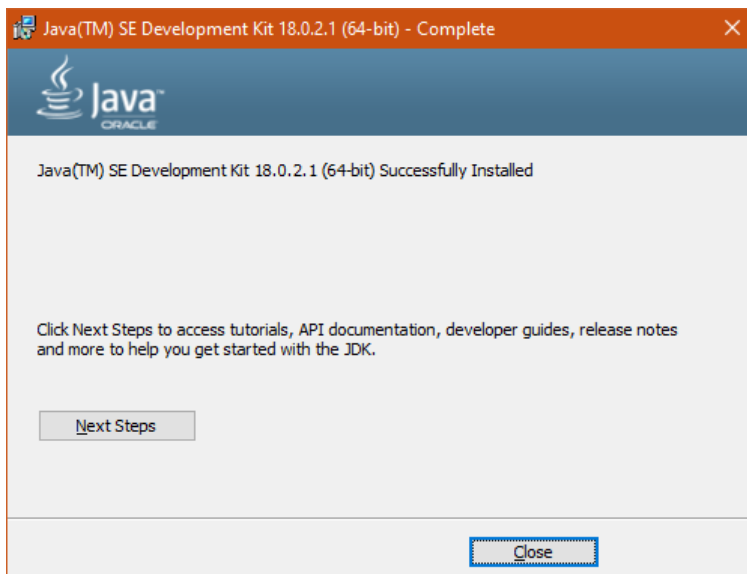 Java(TM) SE Development Kit 18.0.2.1 (64-bit) - Complete
Java™
ORACLE
Java(TM) SE Development Kit 18.0.2.1 (64-bit) Successfully Installed
Click Next Steps to access tutorials, API documentation, developer guides, release notes
and more to help you get started with the JDK.
Next Steps
Close